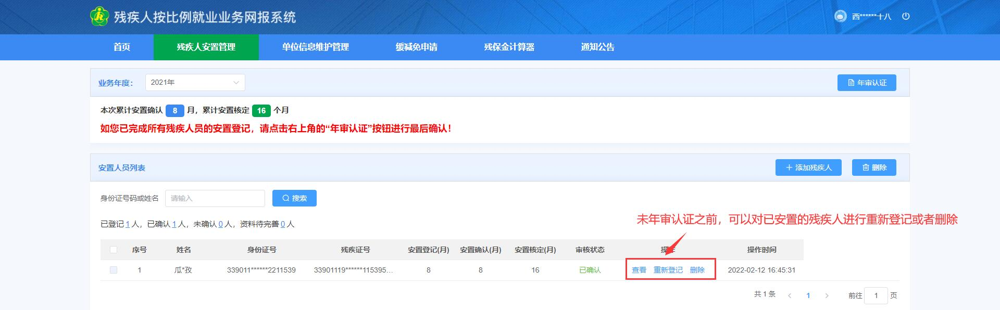 残疾人按比例就业业务网报系统
西******十八
首页 残疾人安置管理 单位信息维护管理 缓减免申请 残保金计算器 通知公告
业务年度： 2021年 年审认证
本次累计安置确认 8 月，累计安置核定 16 个月
如您已完成所有残疾人员的安置登记，请点击右上角的“年审认证”按钮进行最后确认！
安置人员列表 添加残疾人 删除
身份证号码或姓名 请输入 搜索
未年审认证之前，可以对已安置的残疾人进行重新登记或者删除
已登记1人，已确认1人，未确认0人，资料待完善0人
序号 姓名 身份证号 残疾证号 安置登记(月) 安置确认(月) 安置核定(月) 审核状态 操作 操作时间
1 瓜*孜 339011******2211539 33901119******115395... 8 8 16 已确认 查看 重新登记 删除 2022-02-12 16:45:31
共 1 条 1 前往 1 页